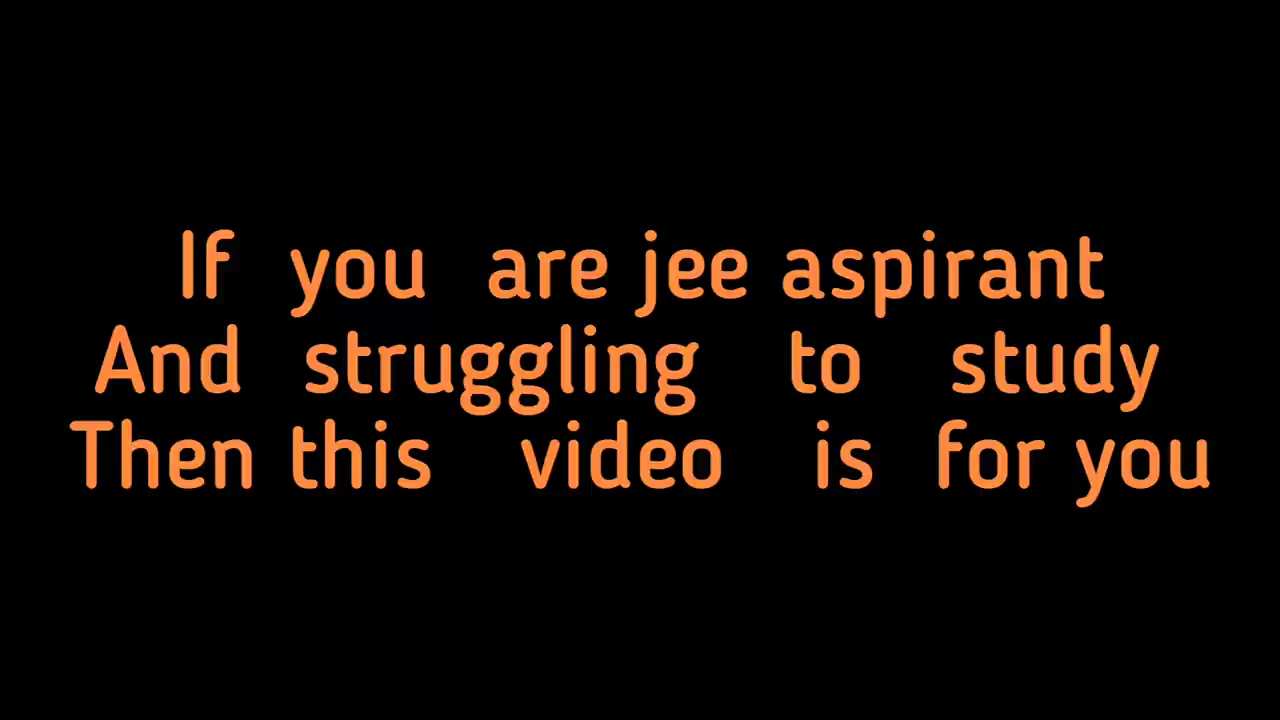 If you are jee aspirant
And struggling to study
Then this video is for you